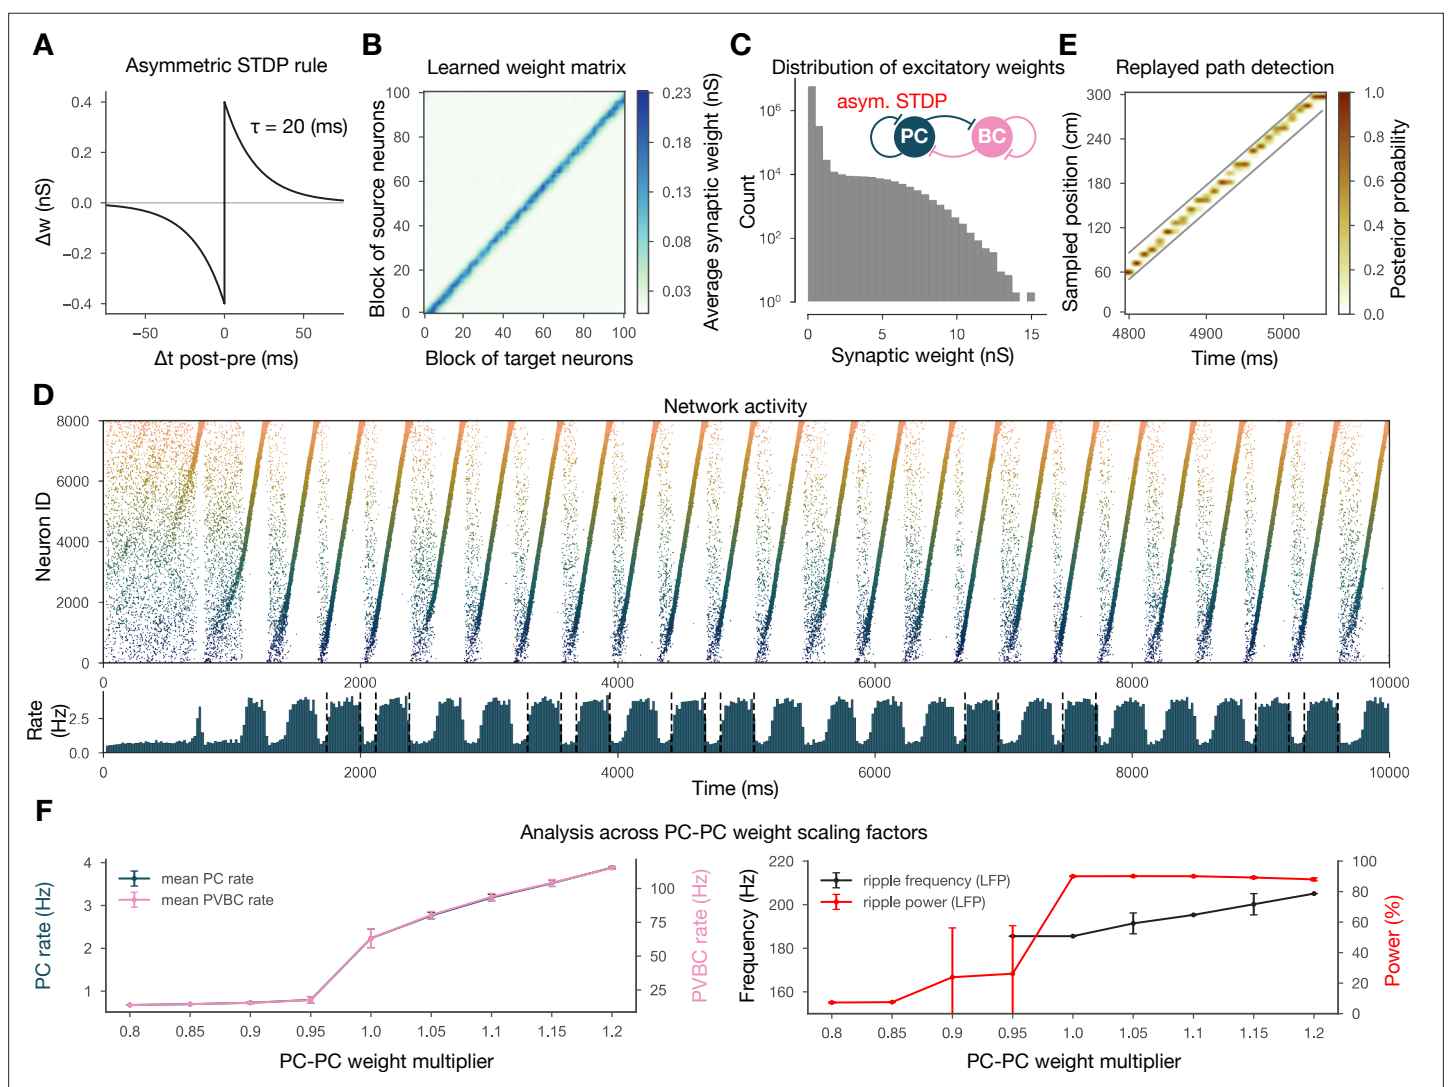 A
Asymmetric STDP rule
τ = 20 (ms)
Δw (nS)
0.4
0.2
0.0
−0.2
−0.4
−50
0
50
Δt post-pre (ms)
B
Learned weight matrix
Block of source neurons
100
80
60
40
20
0
0
20
40
60
80
100
Block of target neurons
0.23
0.18
0.13
0.08
0.03
Average synaptic weight (nS)
C
Distribution of excitatory weights
asym. STDP
PC
BC
Count
10⁶
10⁴
10²
10⁰
0
5
10
15
Synaptic weight (nS)
E
Replayed path detection
Sampled position (cm)
300
240
180
120
60
0
4800
4900
5000
Time (ms)
1.0
0.8
0.6
0.4
0.2
0.0
Posterior probability
D
Network activity
Neuron ID
8000
6000
4000
2000
0
0
2000
4000
6000
8000
10000
Rate
(Hz)
2.5
0.0
0
2000
4000
6000
8000
10000
Time (ms)
F
Analysis across PC-PC weight scaling factors
PC rate (Hz)
4
3
2
1
mean PC rate
mean PVBC rate
100
75
50
25
PVBC rate (Hz)
0.8
0.85
0.9
0.95
1.0
1.05
1.1
1.15
1.2
PC-PC weight multiplier
Frequency (Hz)
220
200
180
160
ripple frequency (LFP)
ripple power (LFP)
100
80
60
40
20
0
Power (%)
0.8
0.85
0.9
0.95
1.0
1.05
1.1
1.15
1.2
PC-PC weight multiplier